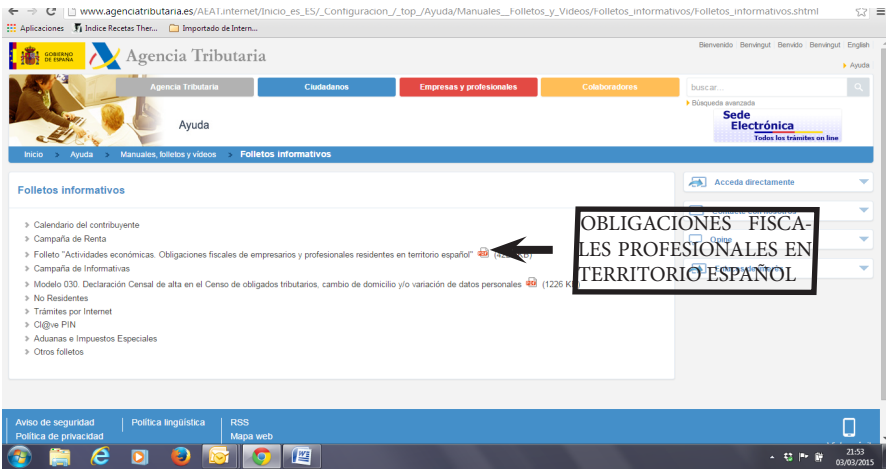 www.agenciatributaria.es/AEAT.internet/Inicio_es_ES/_Configuracion_/_top_/Ayuda/Manuales__Folletos_y_Videos/Folletos_informativos/Folletos_informativos.shtml
Aplicaciones Indice Recetas Ther... Importado de Intern...
Bienvenido Benvingut Benvido Benvingut English
GOBIERNO DE ESPAÑA
Agencia Tributaria
Ayuda
Agencia Tributaria Ciudadanos Empresas y profesionales Colaboradores
buscar...
Búsqueda avanzada
Ayuda
Sede
Electrónica
Todos los trámites on line
Inicio > Ayuda > Manuales, folletos y vídeos > Folletos informativos
Folletos informativos
Acceda directamente
Calendario del contribuyente
Campaña de Renta
Folleto "Actividades económicas. Obligaciones fiscales de empresarios y profesionales residentes en territorio español"
Campaña de Informativas
Modelo 030. Declaración Censal de alta en el Censo de obligados tributarios, cambio de domicilio y/o variación de datos personales (1226 KB)
No Residentes
Trámites por Internet
Cl@ve PIN
Aduanas e Impuestos Especiales
Otros folletos
Opine
OBLIGACIONES FISCA-
LES PROFESIONALES EN
TERRITORIO ESPAÑOL
Aviso de seguridad Política lingüística RSS
Política de privacidad Mapa web
21:53
03/03/2015